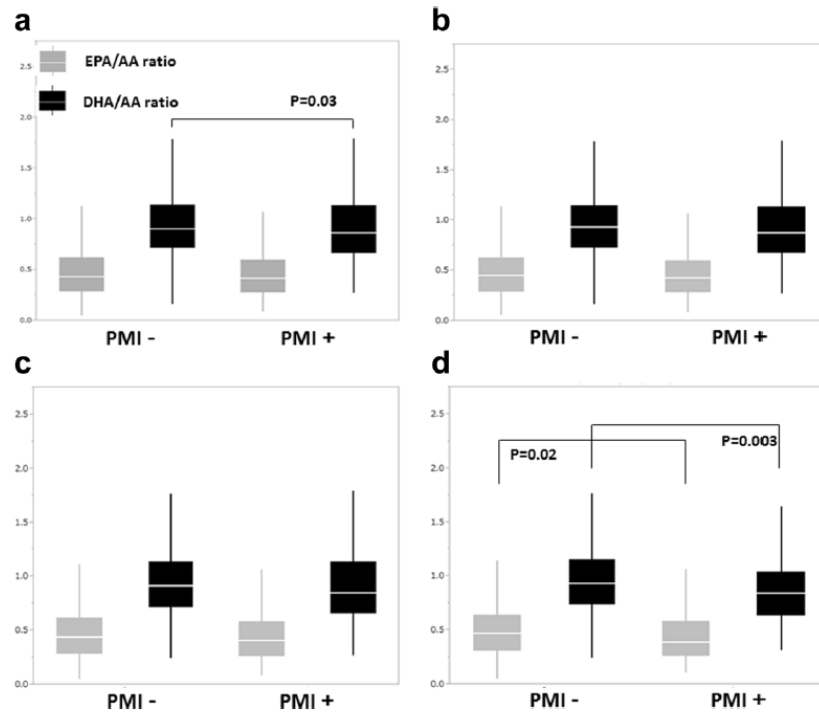 a
2.5
EPA/AA ratio
2.0
DHA/AA ratio
P=0.03
1.5
1.0
0.5
0.0
PMI -
PMI +
b
2.5
2.0
1.5
1.0
0.5
0.0
PMI -
PMI +
c
2.5
2.0
1.5
1.0
0.5
0.0
PMI -
PMI +
d
2.5
P=0.02
P=0.003
2.0
1.5
1.0
0.5
0.0
PMI -
PMI +